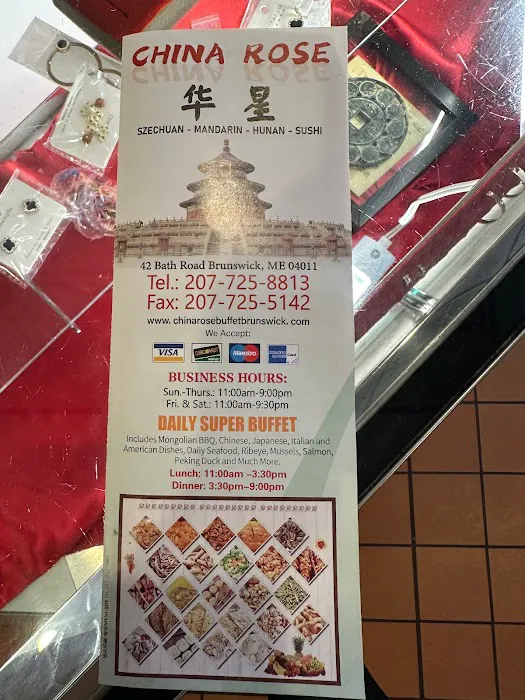 CHINA ROSE
华 星
SZECHUAN - MANDARIN - HUNAN - SUSHI
42 Bath Road Brunswick, ME 04011
Tel.: 207-725-8813
Fax: 207-725-5142
www. chinarosebuffetbrunswick. com
We Accept:
VISA DISCOVER Maestro
BUSINESS HOURS:
Sun.-Thurs.: 11:00am-9:00pm
Fri. & Sat.: 11:00am-9:30pm
DAILY SUPER BUFFET
Includes Mongolian BBQ, Chinese, Japanese, Italian and
American Dishes, Daily Seafood, Ribeye, Mussels, Salmon,
Peking Duck and Much More.
Lunch: 11:00am –3:30pm
Dinner: 3:30pm–9:00pm